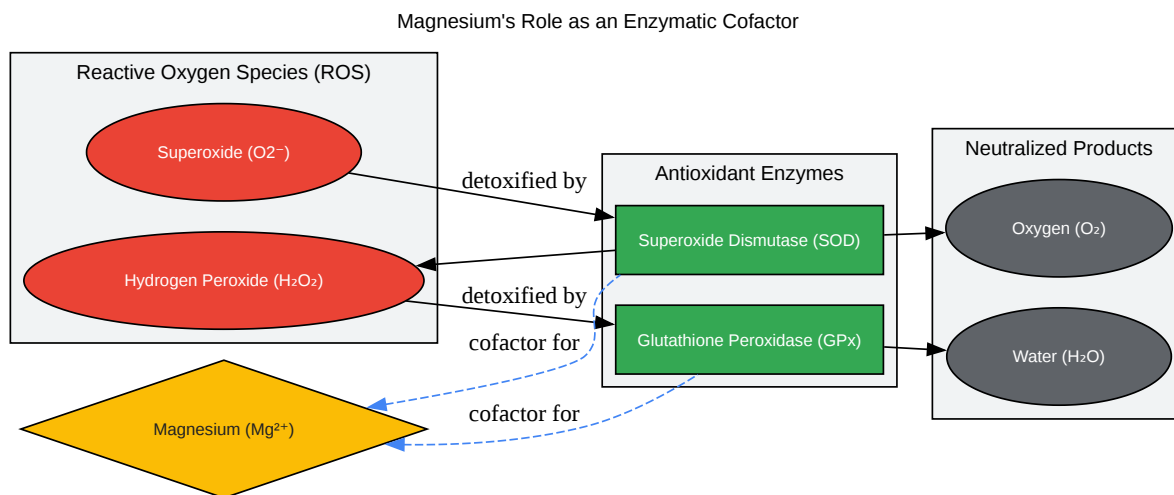 Magnesium's Role as an Enzymatic Cofactor
Reactive Oxygen Species (ROS)
Superoxide (O2⁻)
Hydrogen Peroxide (H₂O₂)
detoxified by
detoxified by
cofactor for
cofactor for
Magnesium (Mg²⁺)
Antioxidant Enzymes
Superoxide Dismutase (SOD)
Glutathione Peroxidase (GPx)
Neutralized Products
Oxygen (O₂)
Water (H₂O)